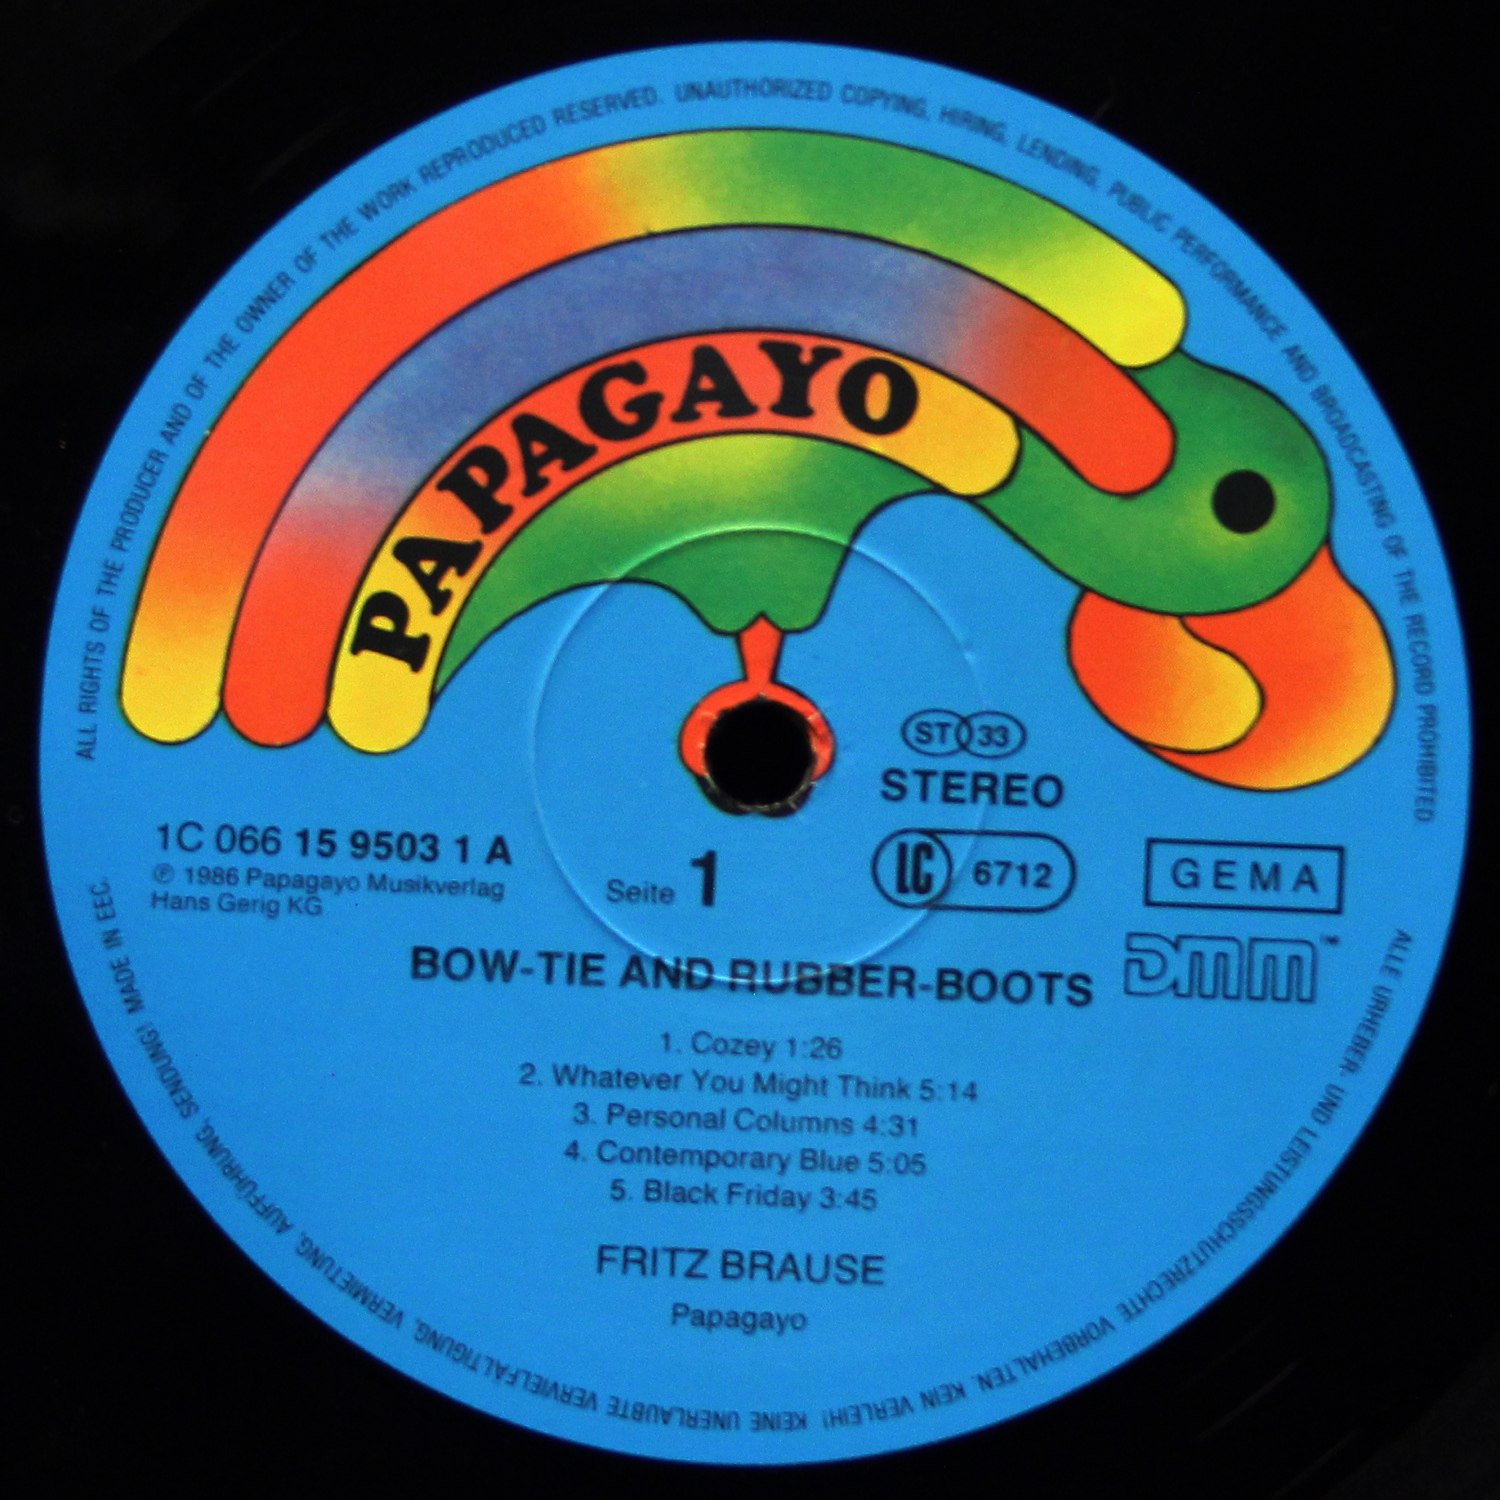 ALL RIGHTS OF THE PRODUCER AND OF THE OWNER OF THE WORK REPRODUCED RESERVED. UNAUTHORIZED COPYING, HIRING, LENDING, PUBLIC PERFORMANCE AND BROADCASTING OF THE RECORD PROHIBITED
PAPAGAYO
ST 33
STEREO
1C 066 15 9503 1 A
℗ 1986 Papagayo Musikverlag
Hans Gerig KG
Seite 1
LC 6712
GEMA
DMM™
BOW-TIE AND RUBBER-BOOTS
1. Cozey 1:26
2. Whatever You Might Think 5:14
3. Personal Columns 4:31
4. Contemporary Blue 5:05
5. Black Friday 3:45
FRITZ BRAUSE
Papagayo
ALLE URHEBER- UND LEISTUNGSSCHUTZRECHTE VORBEHALTEN. KEIN VERLEIH! KEINE UNERLAUBTE VERVIELFÄLTIGUNG, VERMIETUNG, AUFFÜHRUNG, SENDUNG! MADE IN EEC.